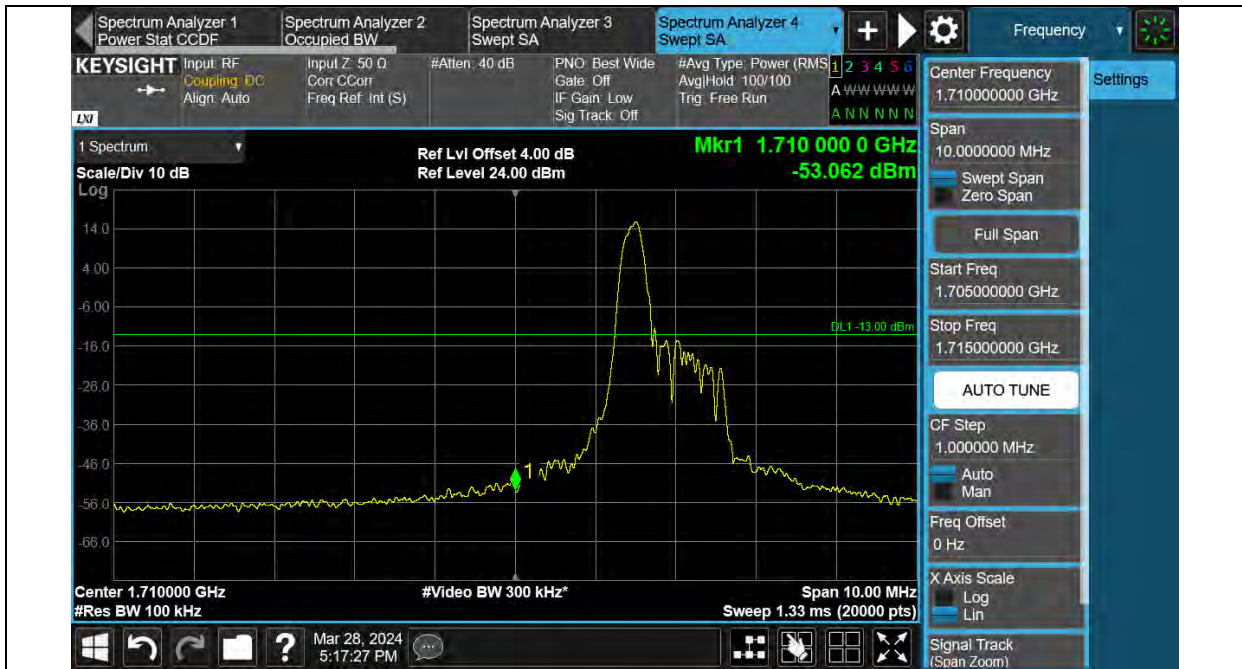 Spectrum Analyzer 1
Power Stat CCDF
Spectrum Analyzer 2
Occupied BW
Spectrum Analyzer 3
Swept SA
Spectrum Analyzer 4
Swept SA
+
Frequency
KEYSIGHT
LXI
Input: RF
Coupling: DC
Align: Auto
Input Z: 50 Ω
Corr CCorr
Freq Ref: Int (S)
#Atten: 40 dB
PNO: Best Wide
Gate: Off
IF Gain: Low
Sig Track: Off
#Avg Type: Power (RMS
Avg|Hold: 100/100
Trig: Free Run
1 2 3 4 5 6
A W W W W W
A N N N N N
1 Spectrum
Scale/Div 10 dB
Ref Lvl Offset 4.00 dB
Ref Level 24.00 dBm
Mkr1 1.710 000 0 GHz
-53.062 dBm
Log
14.0
4.00
-6.00
-16.0
-26.0
-36.0
-46.0
-56.0
-66.0
DL1 -13.00 dBm
1
Center 1.710000 GHz
#Res BW 100 kHz
#Video BW 300 kHz*
Span 10.00 MHz
Sweep 1.33 ms (20000 pts)
Center Frequency
1.710000000 GHz
Settings
Span
10.0000000 MHz
Swept Span
Zero Span
Full Span
Start Freq
1.705000000 GHz
Stop Freq
1.715000000 GHz
AUTO TUNE
CF Step
1.000000 MHz
Auto
Man
Freq Offset
0 Hz
X Axis Scale
Log
Lin
Signal Track
(Span Zoom)
?
Mar 28, 2024
5:17:27 PM